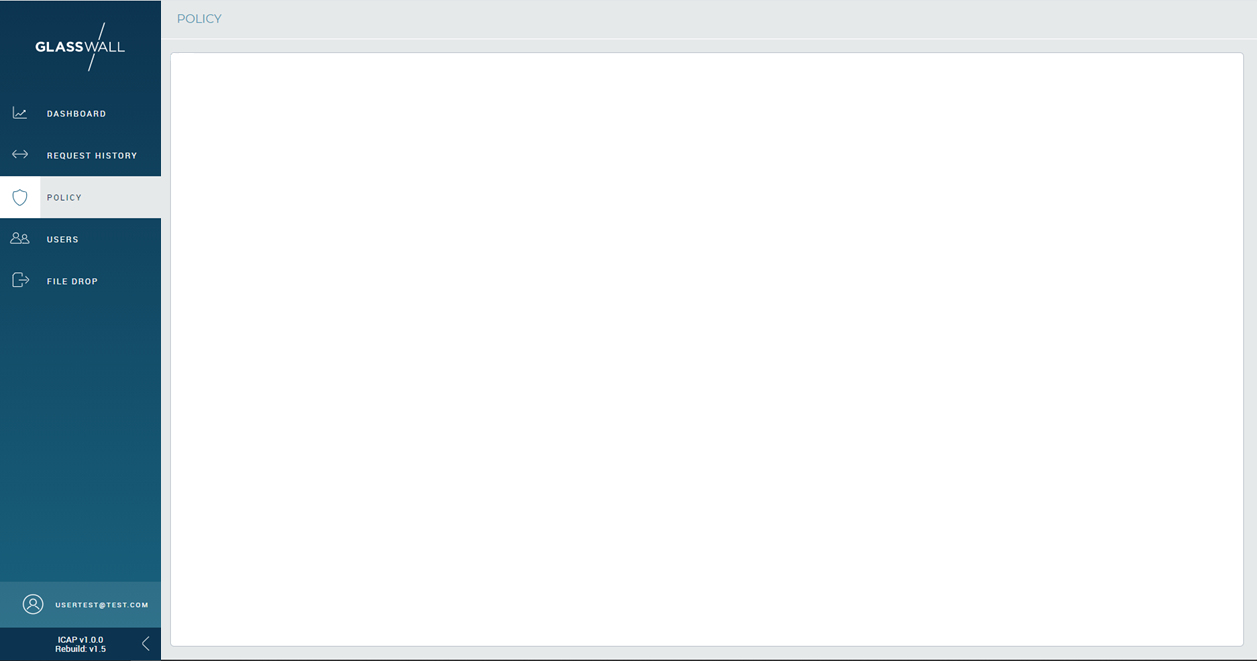 GLASSWALL
POLICY
DASHBOARD
REQUEST HISTORY
POLICY
USERS
FILE DROP
USERTEST@TEST.COM
ICAP v1.0.0
Rebuild: v1.5